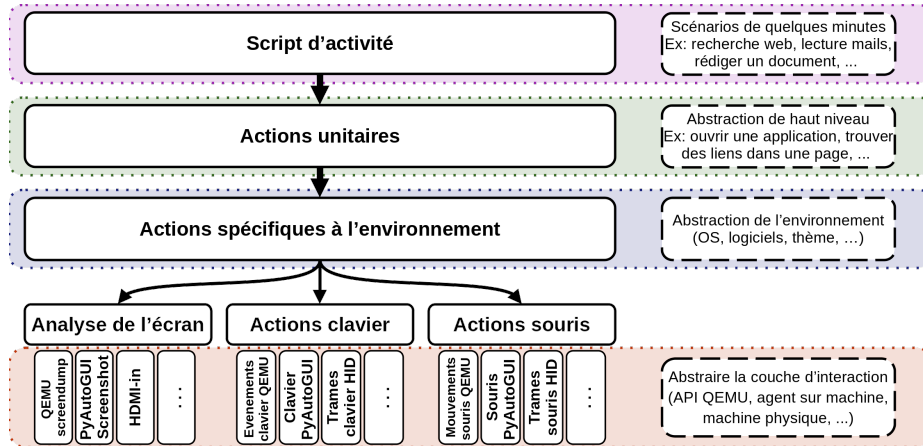 Script d’activité
Scénarios de quelques minutes
Ex: recherche web, lecture mails,
rédiger un document, ...
Actions unitaires
Abstraction de haut niveau
Ex: ouvrir une application, trouver
des liens dans une page, ...
Actions spécifiques à l’environnement
Abstraction de l’environnement
(OS, logiciels, thème, …)
Analyse de l’écran
Actions clavier
Actions souris
QEMU
screendump
PyAutoGUI
Screenshot
HDMI-in
...
Evenements
clavier QEMU
Clavier
PyAutoGUI
Trames
clavier HID
...
Mouvements
souris QEMU
Souris
PyAutoGUI
Trames
souris HID
...
Abstraire la couche d’interaction
(API QEMU, agent sur machine,
machine physique, ...)